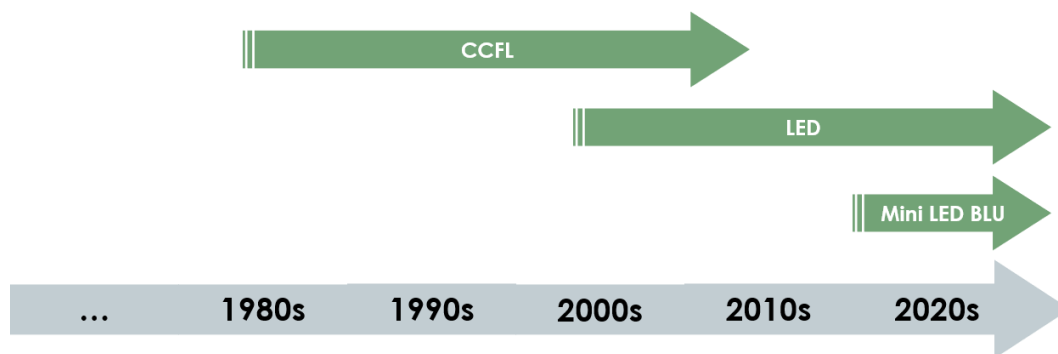 CCFL
LED
Mini LED BLU
... 1980s 1990s 2000s 2010s 2020s